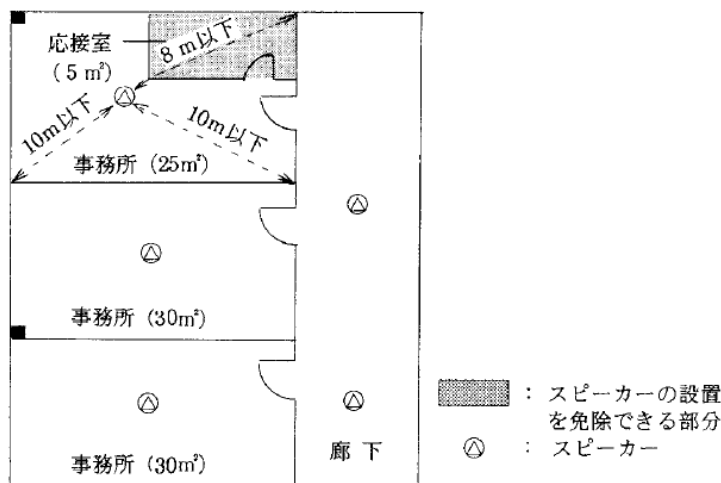 応接室
(5㎡)
8m以下
10m以下
10m以下
事務所 (25㎡)
事務所 (30㎡)
事務所 (30㎡)
廊下
: スピーカーの設置
を免除できる部分
: スピーカー